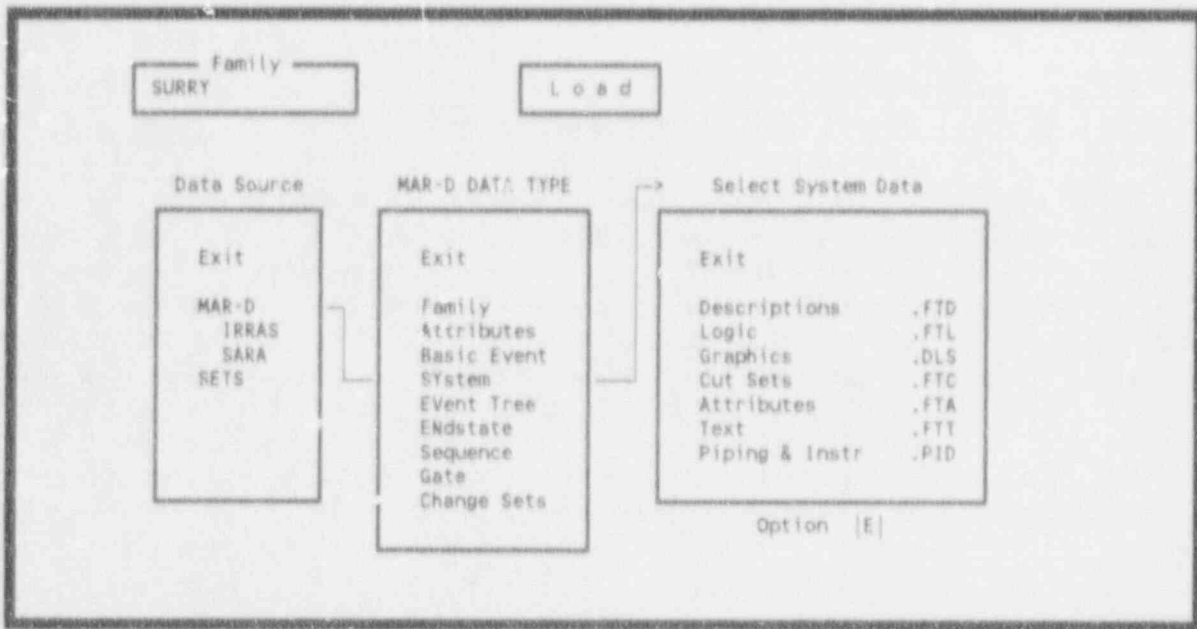 Family
SURRY
L o a d
Data Source
Exit
MAR-D
IRRAS
SARA
SETS
MAR-D DATA TYPE
Exit
Family
Attributes
Basic Event
SYstem
EVent Tree
ENdstate
Sequence
Gate
Change Sets
Select System Data
Exit
Descriptions .FTD
Logic .FTL
Graphics .DLS
Cut Sets .FTC
Attributes .FTA
Text .FTT
Piping & Instr .PID
Option |E|